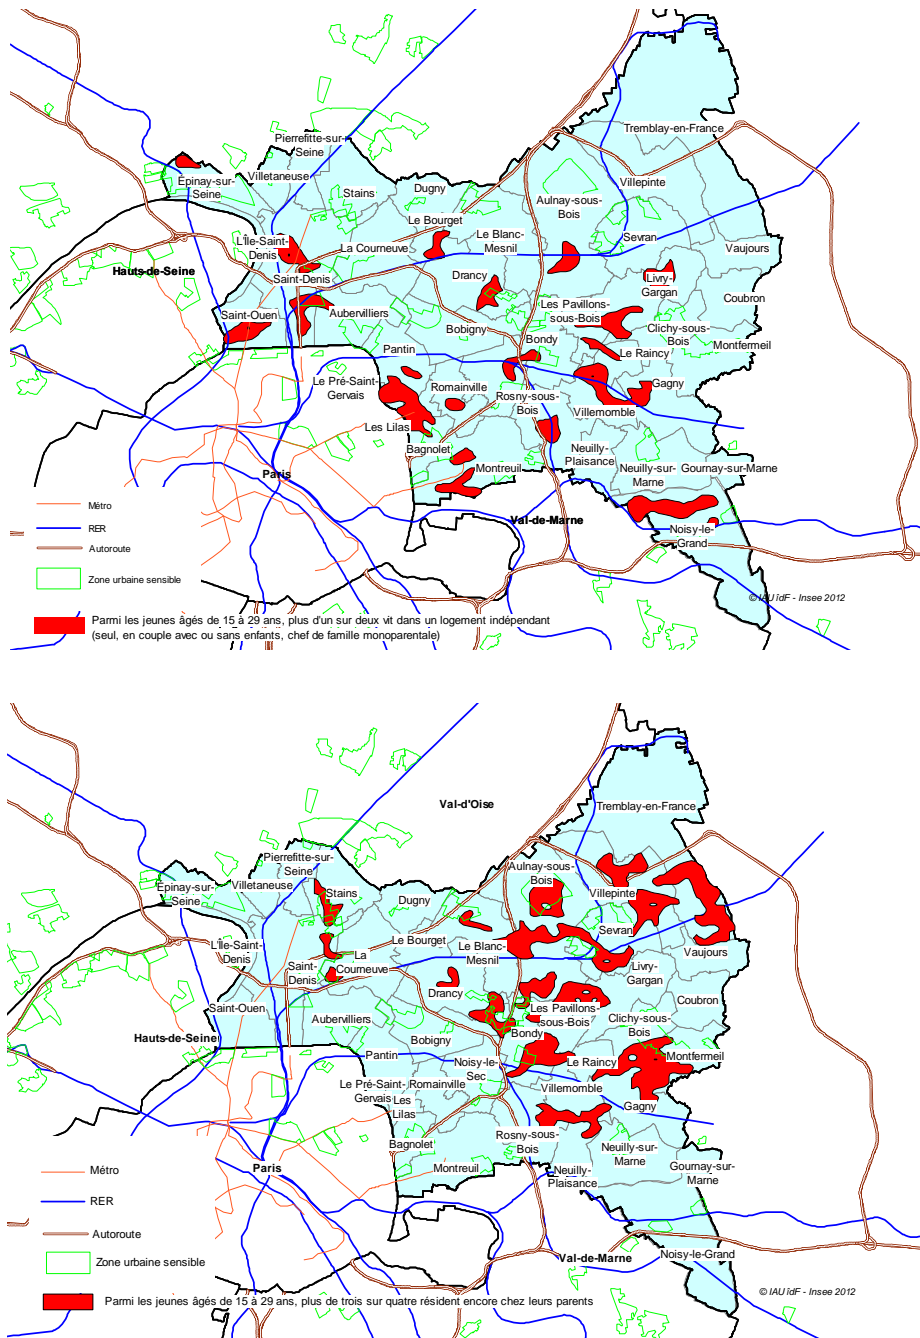 Tremblay-en-France
Pierrefitte-sur-
Seine
Villetaneuse
Épinay-sur-
Seine
Stains
Dugny
Villepinte
Aulnay-sous-
Bois
Le Bourget
Le Blanc-
Mesnil
Sevran
L'Île-Saint-
Denis
La Courneuve
Vaujours
Hauts-de-Seine
Saint-Denis
Drancy
Livry-
Gargan
Coubron
Saint-Ouen
Aubervilliers
Les Pavillons-
sous-Bois
Bobigny
Bondy
Clichy-sous-
Bois
Montfermeil
Pantin
Le Raincy
Le Pré-Saint-
Gervais
Romainville
Gagny
Rosny-sous-
Bois
Villemomble
Les Lilas
Bagnolet
Neuilly-
Plaisance
Montreuil
Neuilly-sur-
Marne
Gournay-sur-Marne
Paris
Métro
RER
Autoroute
Val-de-Marne
Noisy-le-
Grand
Zone urbaine sensible
© IAU îdF - Insee 2012
Parmi les jeunes âgés de 15 à 29 ans, plus d'un sur deux vit dans un logement indépendant
(seul, en couple avec ou sans enfants, chef de famille monoparentale)
Val-d'Oise
Tremblay-en-France
Pierrefitte-sur-
Seine
Villetaneuse
Épinay-sur-
Seine
Stains
Dugny
Aulnay-sous-
Bois
Villepinte
Sevran
L'Île-Saint-
Denis
Le Bourget
Le Blanc-
Mesnil
Vaujours
La
Courneuve
Saint-
Denis
Livry-
Gargan
Drancy
Coubron
Saint-Ouen
Aubervilliers
Les Pavillons-
sous-Bois
Clichy-sous-
Bois
Hauts-de-Seine
Bobigny
Bondy
Pantin
Noisy-le-
Sec
Le Raincy
Montfermeil
Le Pré-Saint-
Gervais
Romainville
Les
Lilas
Villemomble
Gagny
Bagnolet
Rosny-sous-
Bois
Neuilly-sur-
Marne
Paris
Montreuil
Neuilly-
Plaisance
Gournay-sur-
Marne
Métro
RER
Autoroute
Val-de-Marne
Noisy-le-Grand
Zone urbaine sensible
© IAU îdF - Insee 2012
Parmi les jeunes âgés de 15 à 29 ans, plus de trois sur quatre résident encore chez leurs parents